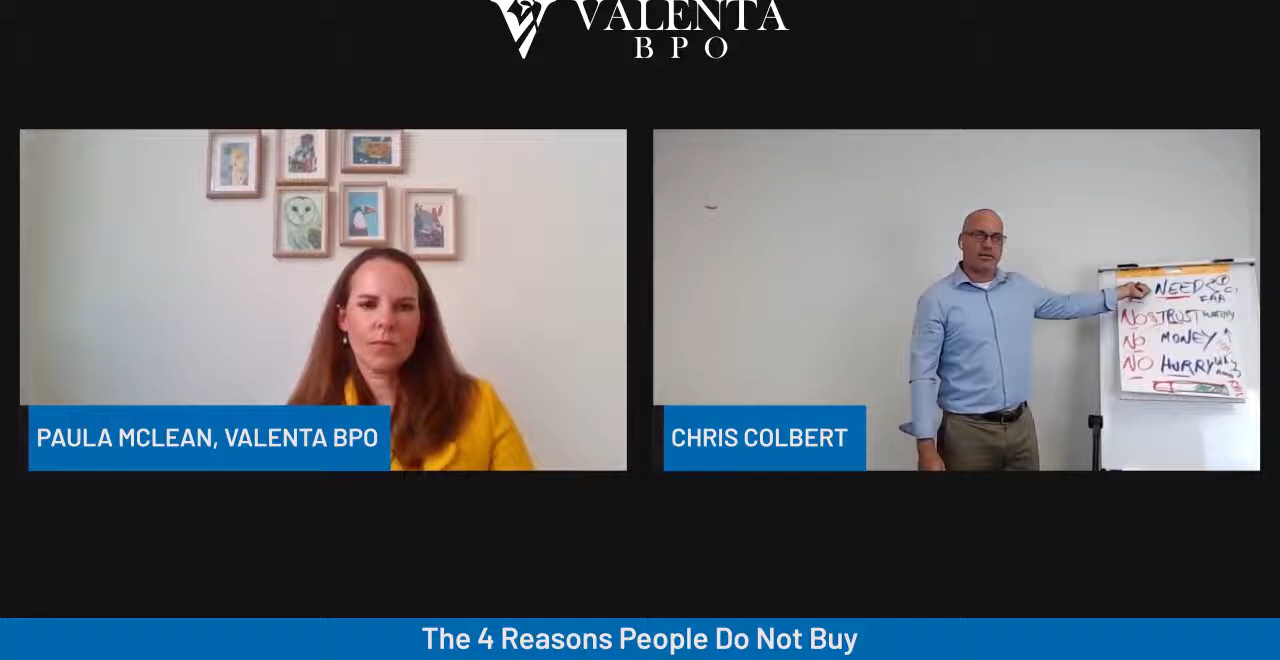 VALENTA
BPO
PAULA MCLEAN, VALENTA BPO
CHRIS COLBERT
NEEDS
NO TRUST
NO MONEY
NO HURRY
The 4 Reasons People Do Not Buy